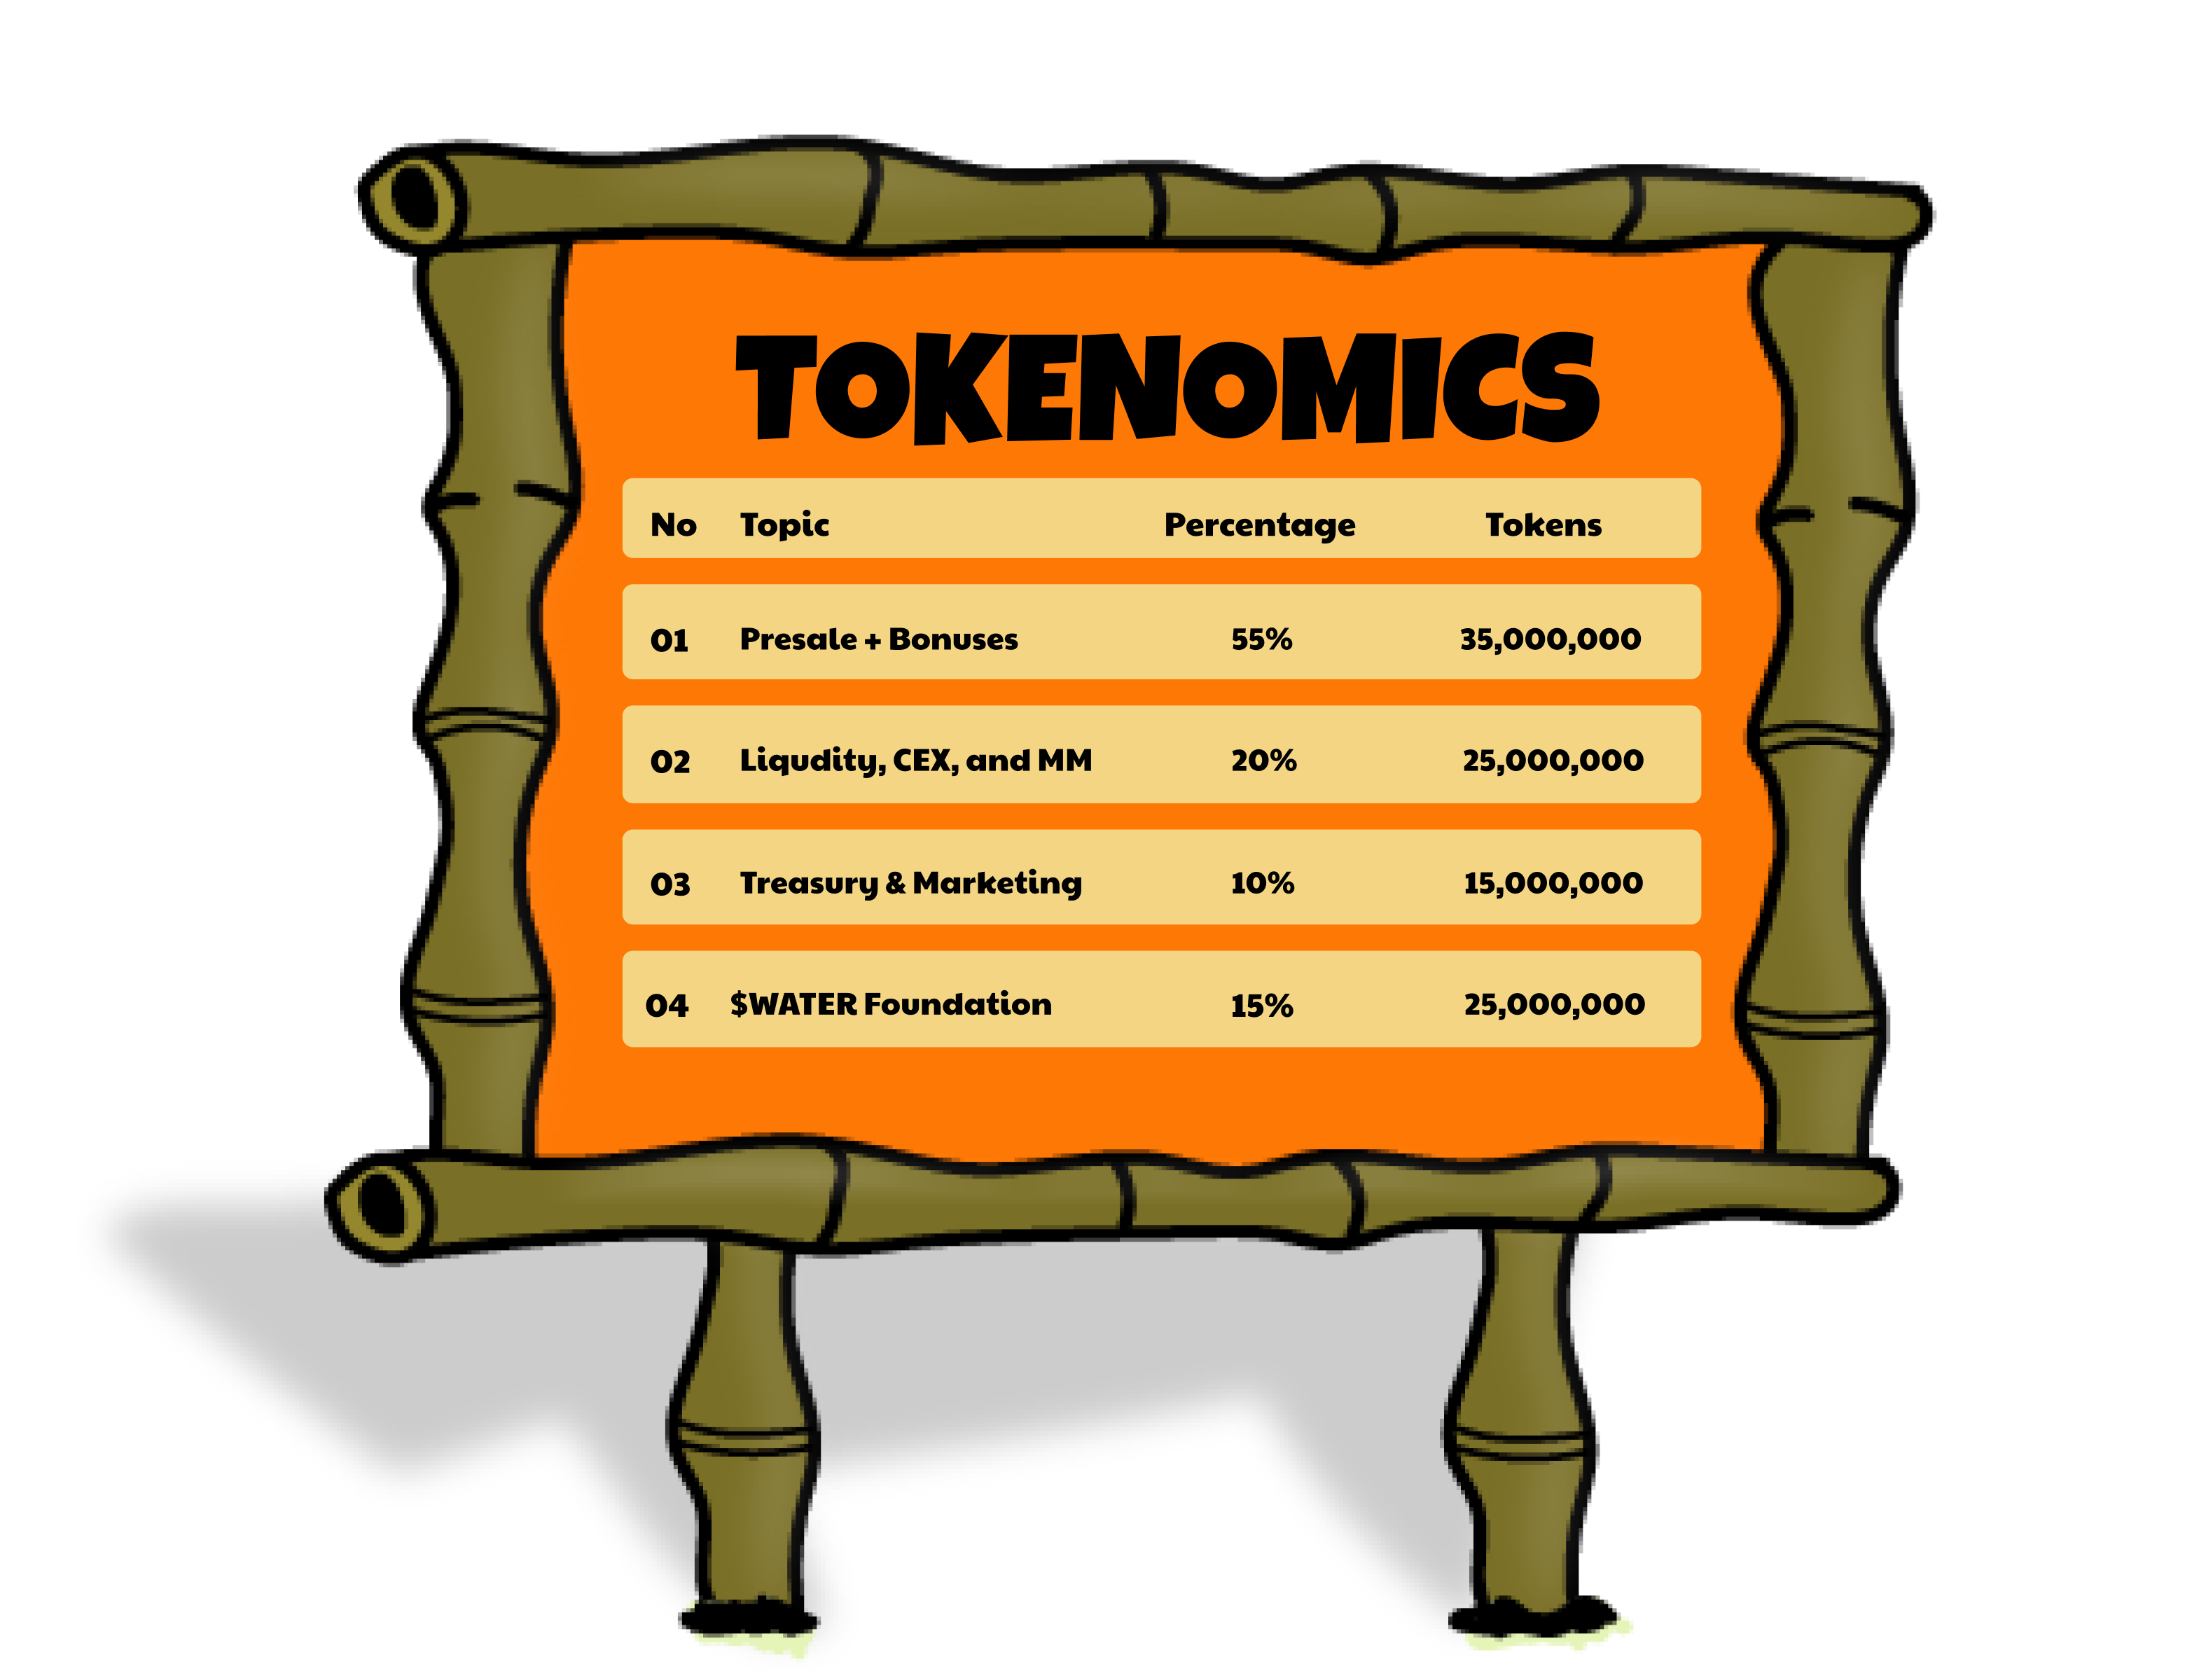 TOKENOMICS
No Topic Percentage Tokens
01 Presale + Bonuses 55% 35,000,000
02 Liqudity, CEX, and MM 20% 25,000,000
03 Treasury & Marketing 10% 15,000,000
04 $WATER Foundation 15% 25,000,000